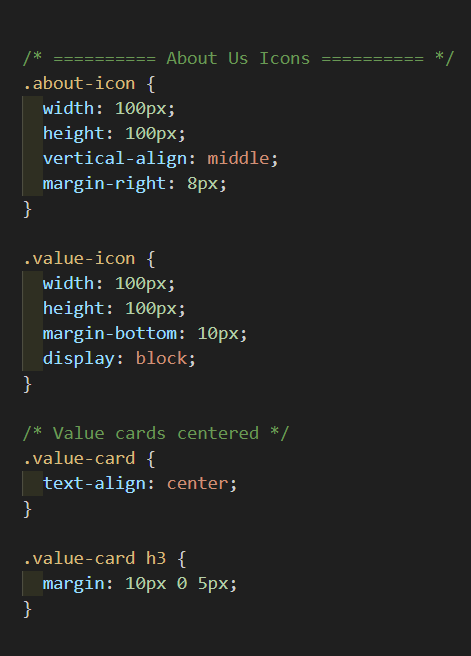 /* ========== About Us Icons ========== */
.about-icon {
  width: 100px;
  height: 100px;
  vertical-align: middle;
  margin-right: 8px;
}

.value-icon {
  width: 100px;
  height: 100px;
  margin-bottom: 10px;
  display: block;
}

/* Value cards centered */
.value-card {
  text-align: center;
}

.value-card h3 {
  margin: 10px 0 5px;
}